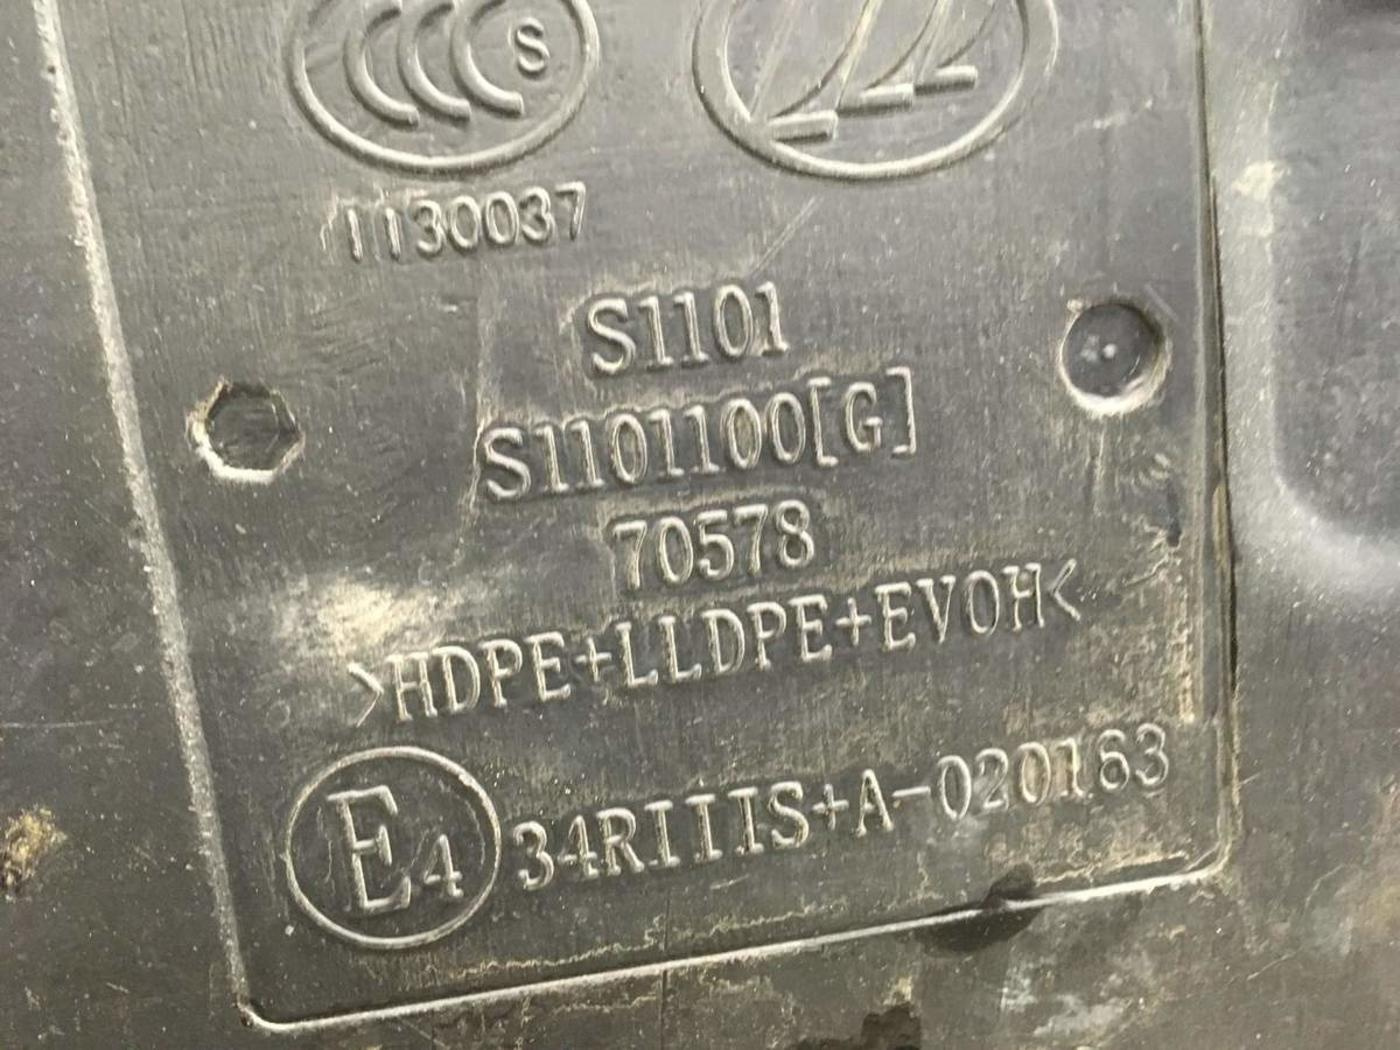 CCC S
1130037
S1101
S1101100[G]
70578
>HDPE+LLDPE+EVOH<
E4 34RIIIS+A-020163